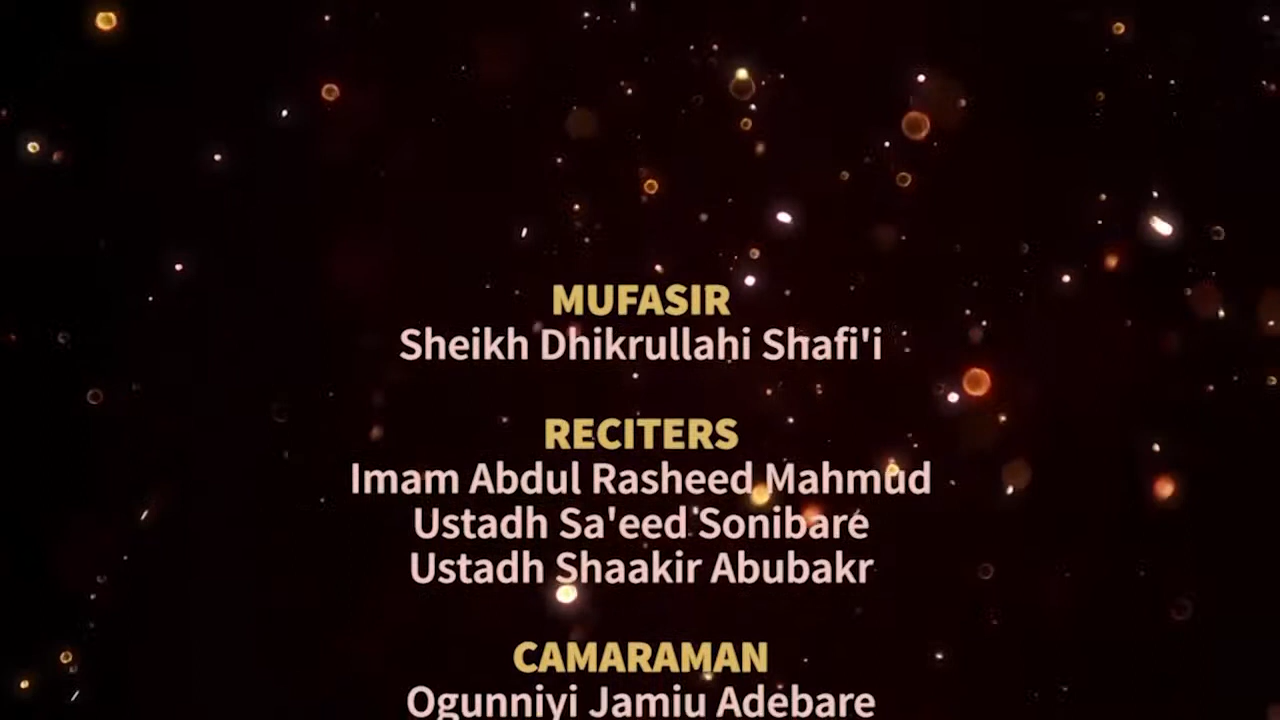 MUFASIR
Sheikh Dhikrullahi Shafi'i
RECITERS
Imam Abdul Rasheed Mahmud
Ustadh Sa'eed Sonibare
Ustadh Shaakir Abubakr
CAMARAMAN
Ogunniyi Jamiu Adebare